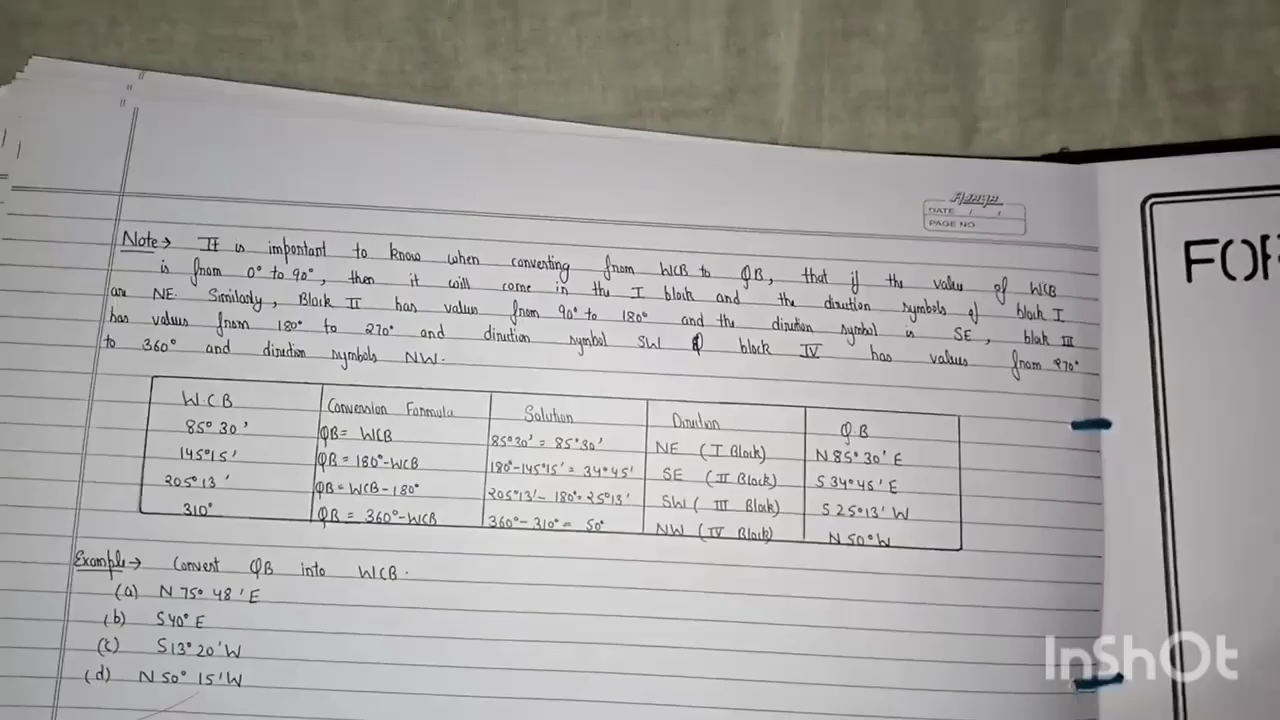 Asaya
DATE / /
PAGE NO
Note→ It is important to know when converting from WCB to QB, that if the value of WCB
is from 0° to 90°, then it will come in the I block and the direction symbols of block I
are NE. Similarly, Block II has values from 90° to 180° and the direction symbol is SE, block III
has values from 180° to 270° and direction symbol SW & block IV has values from 270°
to 360° and direction symbols NW.
W.C.B Conversion Formula Solution Direction Q.B
85° 30' QB = WCB 85°30' = 85°30' NE (I Block) N 85° 30' E
145°15' QB = 180°-WCB 180°-145°15' = 34°45' SE (II Block) S 34° 45' E
205°13' QB = WCB - 180° 205°13' - 180° = 25°13' SW (III Block) S 25°13' W
310° QB = 360°-WCB 360° - 310° = 50° NW (IV Block) N 50° W
Example→ Convert QB into WCB.
(a) N 75° 48' E
(b) S 40° E
(c) S 13° 20' W
(d) N 50° 15' W
FOR
InShOt